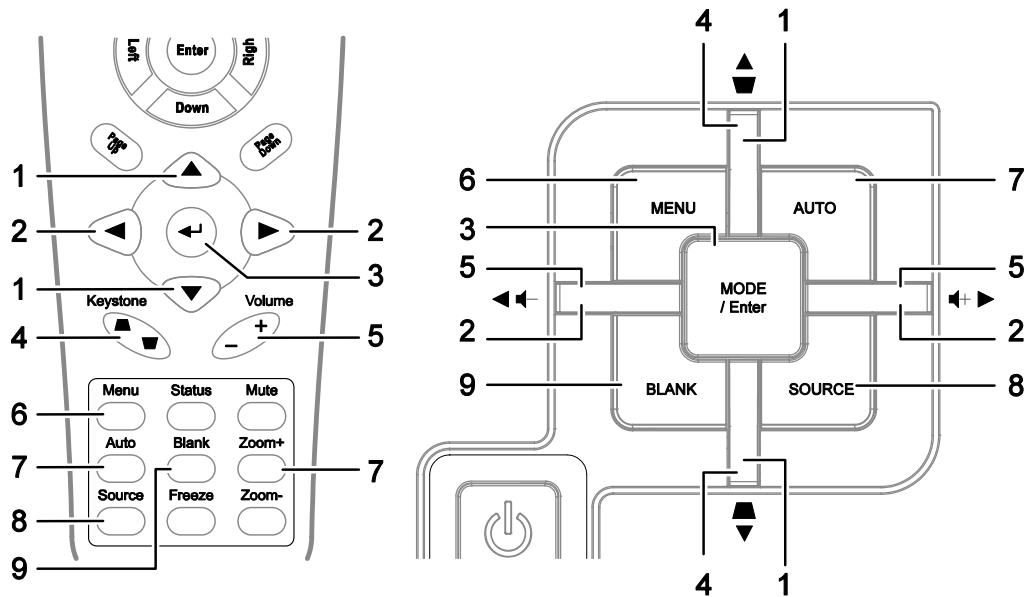 Left
Enter
Righ
Down
Page
Up
Page
Down
1
2
2
3
1
Keystone
Volume
4
+
−
5
Menu
Status
Mute
6
Auto
Blank
Zoom+
7
7
Source
Freeze
Zoom-
8
9
4
1
6
7
MENU
AUTO
3
5
5
MODE
/ Enter
−
+
2
2
9
8
BLANK
SOURCE
4
1